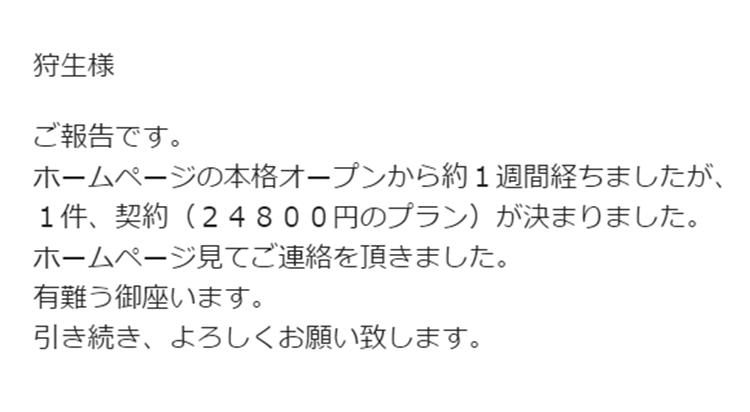 狩生様
ご報告です。
ホームページの本格オープンから約１週間経ちましたが、
１件、契約（２４８００円のプラン）が決まりました。
ホームページ見てご連絡を頂きました。
有難う御座います。
引き続き、よろしくお願い致します。